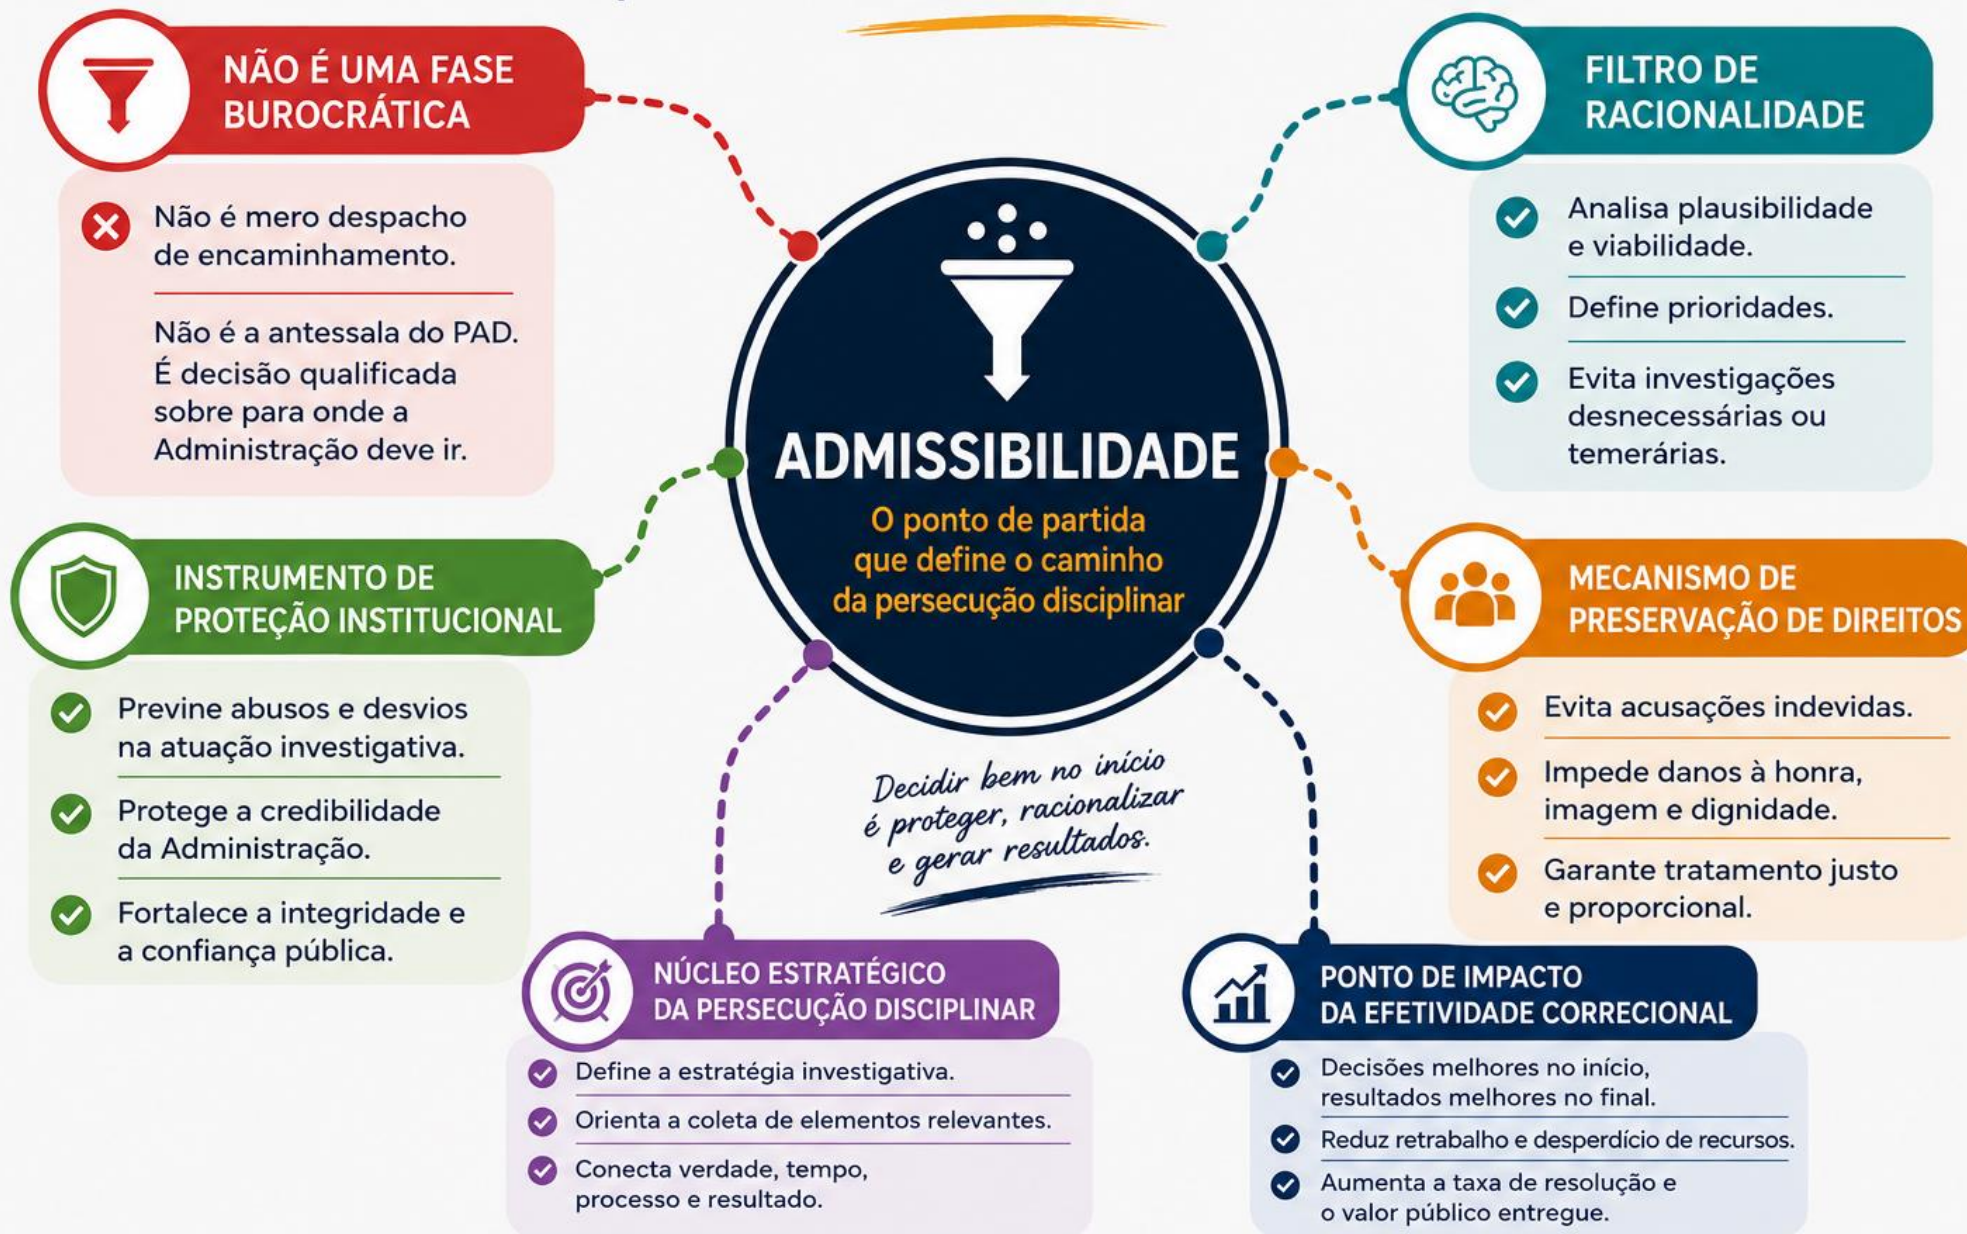 NÃO É UMA FASE
BUROCRÁTICA
Não é mero despacho
de encaminhamento.
Não é a antessala do PAD.
É decisão qualificada
sobre para onde a
Administração deve ir.
FILTRO DE
RACIONALIDADE
Analisa plausibilidade
e viabilidade.
Define prioridades.
Evita investigações
desnecessárias ou
temerárias.
ADMISSIBILIDADE
O ponto de partida
que define o caminho
da persecução disciplinar
INSTRUMENTO DE
PROTEÇÃO INSTITUCIONAL
Previne abusos e desvios
na atuação investigativa.
Protege a credibilidade
da Administração.
Fortalece a integridade e
a confiança pública.
MECANISMO DE
PRESERVAÇÃO DE DIREITOS
Evita acusações indevidas.
Impede danos à honra,
imagem e dignidade.
Garante tratamento justo
e proporcional.
Decidir bem no início
é proteger, racionalizar
e gerar resultados.
NÚCLEO ESTRATÉGICO
DA PERSECUÇÃO DISCIPLINAR
Define a estratégia investigativa.
Orienta a coleta de elementos relevantes.
Conecta verdade, tempo,
processo e resultado.
PONTO DE IMPACTO
DA EFETIVIDADE CORRECIONAL
Decisões melhores no início,
resultados melhores no final.
Reduz retrabalho e desperdício de recursos.
Aumenta a taxa de resolução e
o valor público entregue.